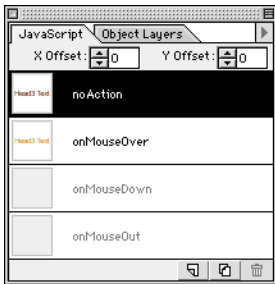 JavaScript Object Layers
X Offset: 0 Y Offset: 0
Head3 Text noAction
Head3 Text onMouseOver
onMouseDown
onMouseOut